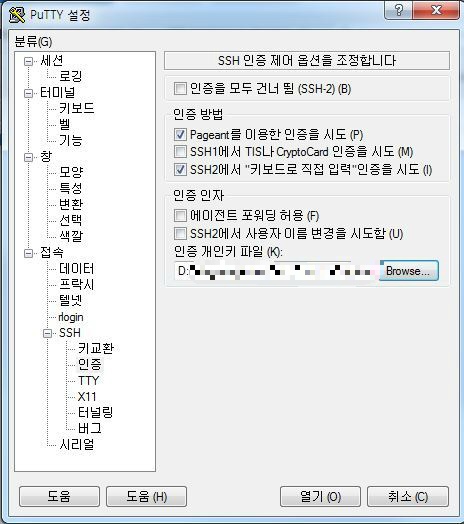 PuTTY 설정
분류(G)
세션
로깅
터미널
키보드
벨
기능
창
모양
특성
변환
선택
색깔
접속
데이터
프락시
텔넷
rlogin
SSH
키교환
인증
TTY
X11
터널링
버그
시리얼
SSH 인증 제어 옵션을 조정합니다
인증을 모두 건너 뜀 (SSH-2) (B)
인증 방법
Pageant를 이용한 인증을 시도 (P)
SSH1에서 TIS나 CryptoCard 인증을 시도 (M)
SSH2에서 "키보드로 직접 입력"인증을 시도 (I)
인증 인자
에이전트 포워딩 허용 (F)
SSH2에서 사용자 이름 변경을 시도함 (U)
인증 개인키 파일 (K):
D:
Browse...
도움
도움 (H)
열기 (O)
취소 (C)